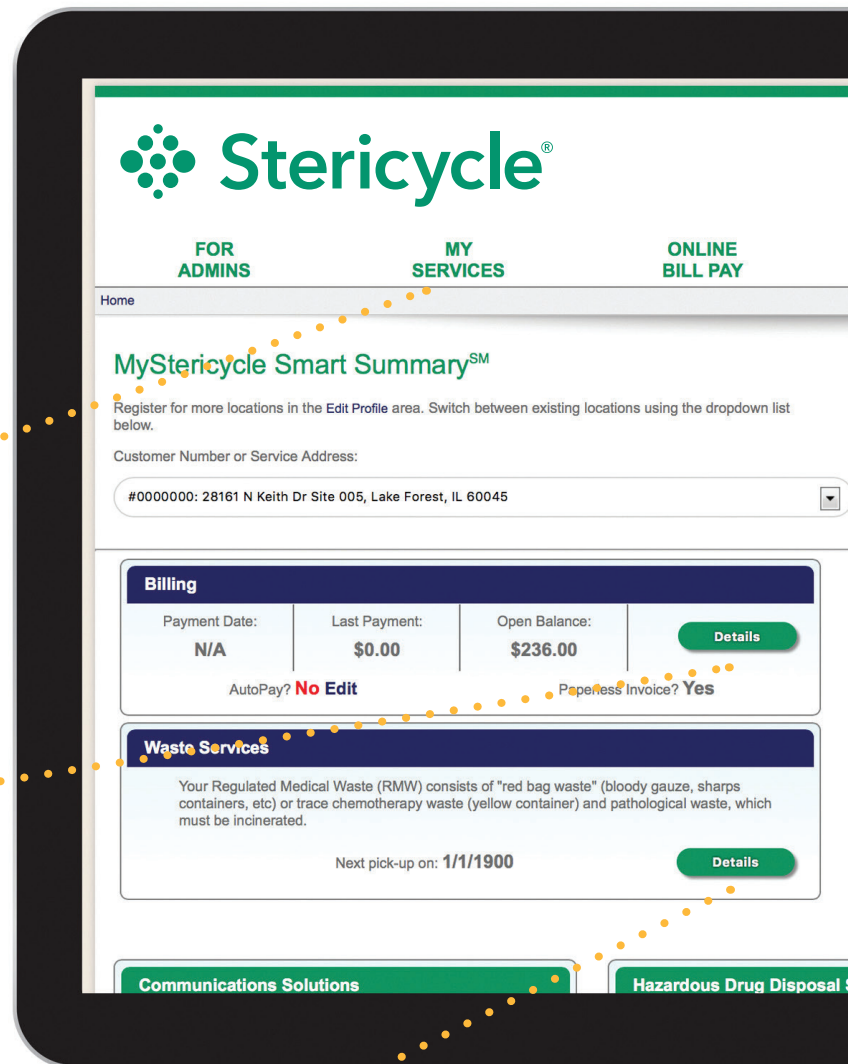 Stericycle®
FOR
ADMINS
MY
SERVICES
ONLINE
BILL PAY
Home
MyStericycle Smart Summary℠
Register for more locations in the Edit Profile area. Switch between existing locations using the dropdown list
below.
Customer Number or Service Address:
#0000000: 28161 N Keith Dr Site 005, Lake Forest, IL 60045
Billing
Payment Date:
N/A
Last Payment:
$0.00
Open Balance:
$236.00
Details
AutoPay? No Edit
Paperless Invoice? Yes
Waste Services
Your Regulated Medical Waste (RMW) consists of "red bag waste" (bloody gauze, sharps
containers, etc) or trace chemotherapy waste (yellow container) and pathological waste, which
must be incinerated.
Next pick-up on: 1/1/1900
Details
Communications Solutions
Hazardous Drug Disposal S